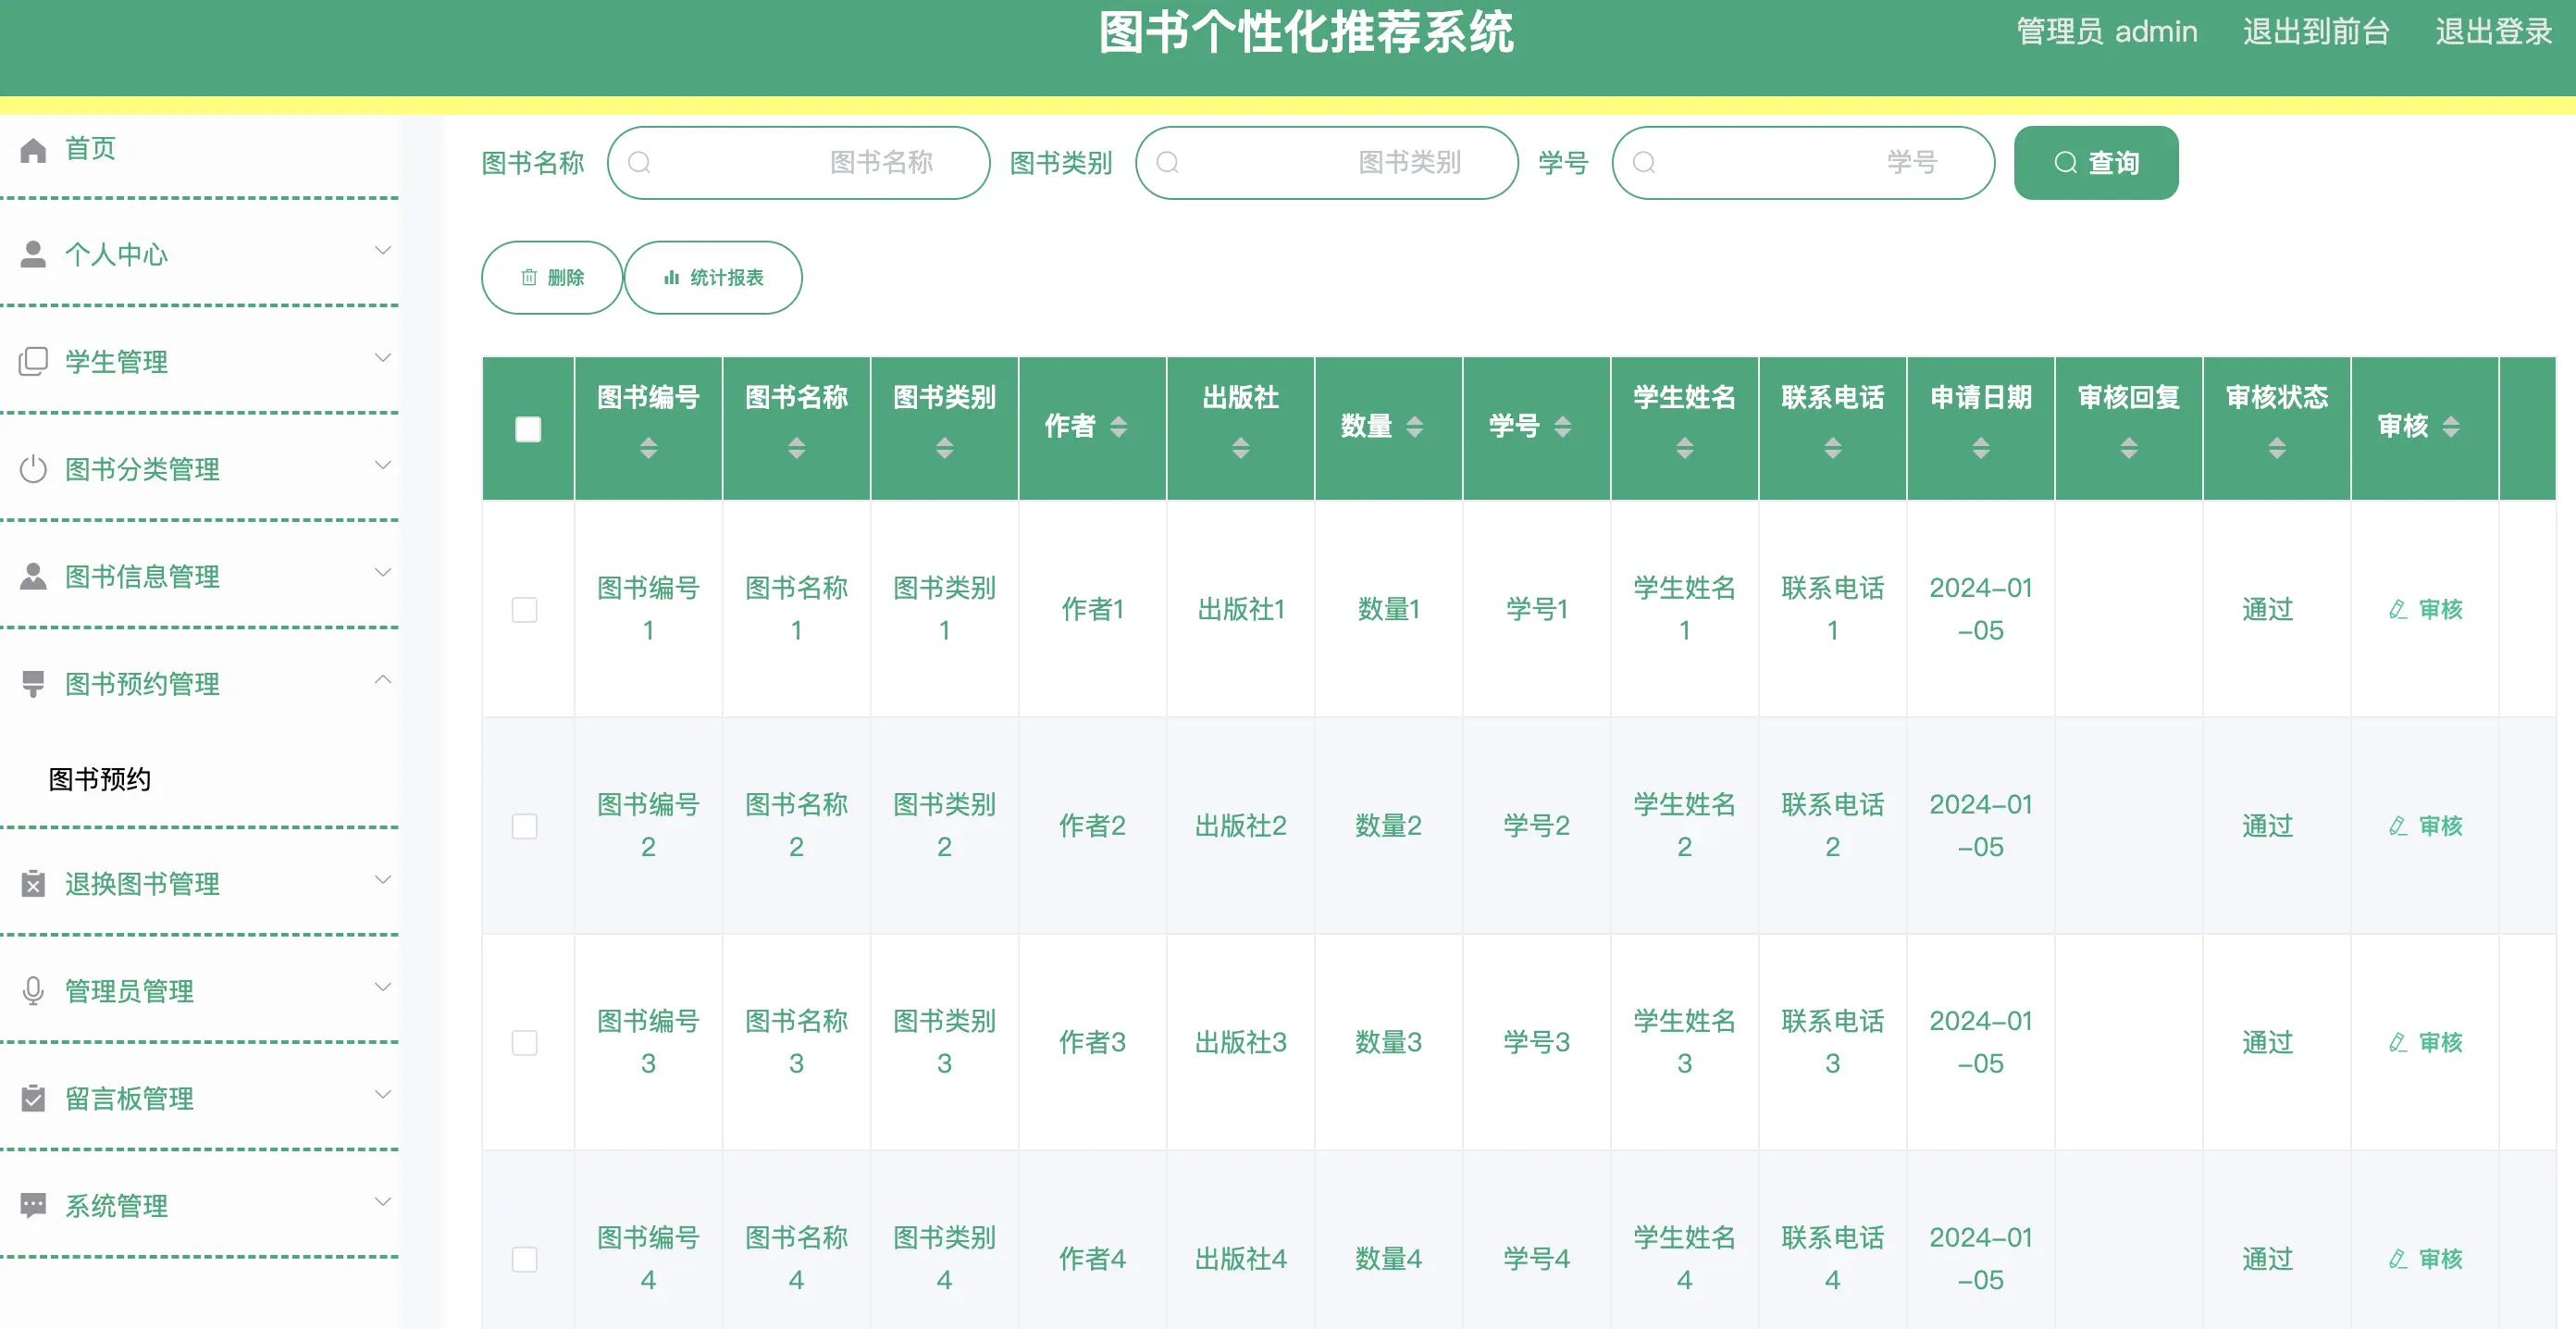 图书个性化推荐系统
管理员 admin 退出到前台 退出登录
首页
个人中心
学生管理
图书分类管理
图书信息管理
图书预约管理
图书预约
退换图书管理
管理员管理
留言板管理
系统管理
图书名称 图书名称 图书类别 图书类别 学号 学号 查询
删除 统计报表
图书编号 图书名称 图书类别 作者 出版社 数量 学号 学生姓名 联系电话 申请日期 审核回复 审核状态 审核
图书编号 图书名称 图书类别 学生姓名 联系电话 2024-01
作者1 出版社1 数量1 学号1 通过 审核
1 1 1 1 1 -05
图书编号 图书名称 图书类别 学生姓名 联系电话 2024-01
作者2 出版社2 数量2 学号2 通过 审核
2 2 2 2 2 -05
图书编号 图书名称 图书类别 学生姓名 联系电话 2024-01
作者3 出版社3 数量3 学号3 通过 审核
3 3 3 3 3 -05
图书编号 图书名称 图书类别 学生姓名 联系电话 2024-01
作者4 出版社4 数量4 学号4 通过 审核
4 4 4 4 4 -05